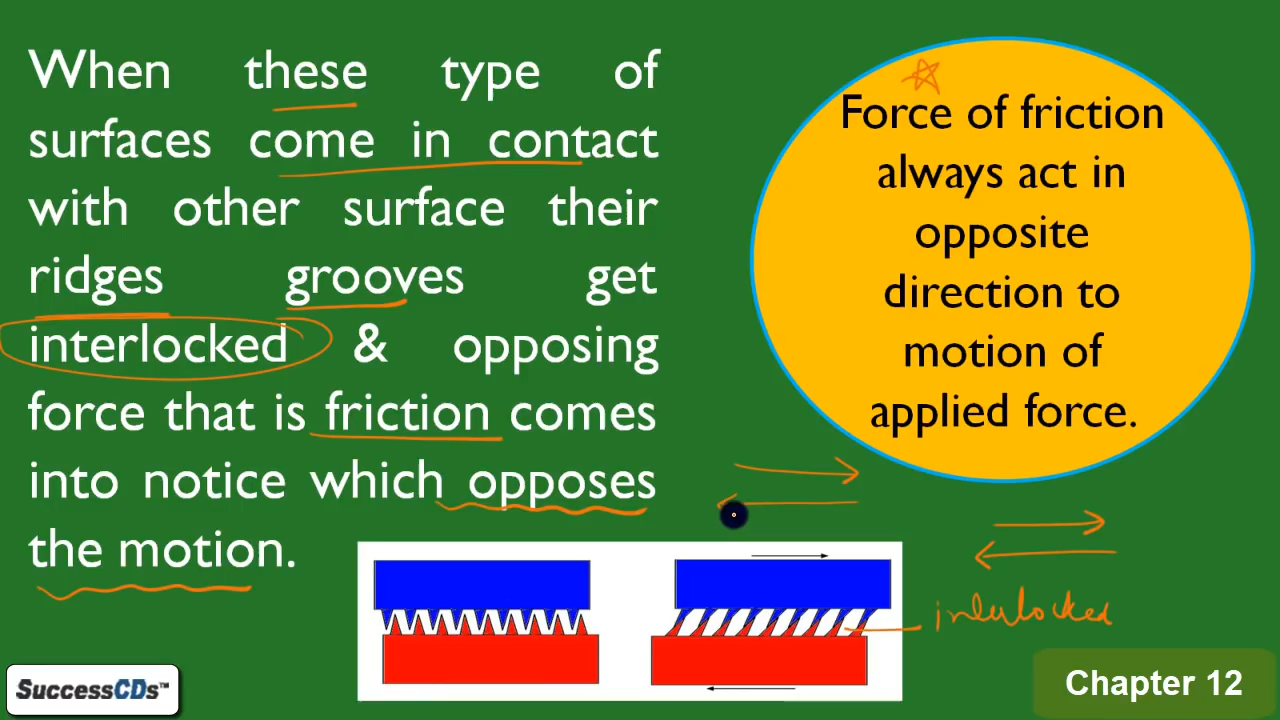 When these type of
surfaces come in contact
with other surface their
ridges grooves get
interlocked & opposing
force that is friction comes
into notice which opposes
the motion.
Force of friction
always act in
opposite
direction to
motion of
applied force.
interlocked
SuccessCDs™
Chapter 12